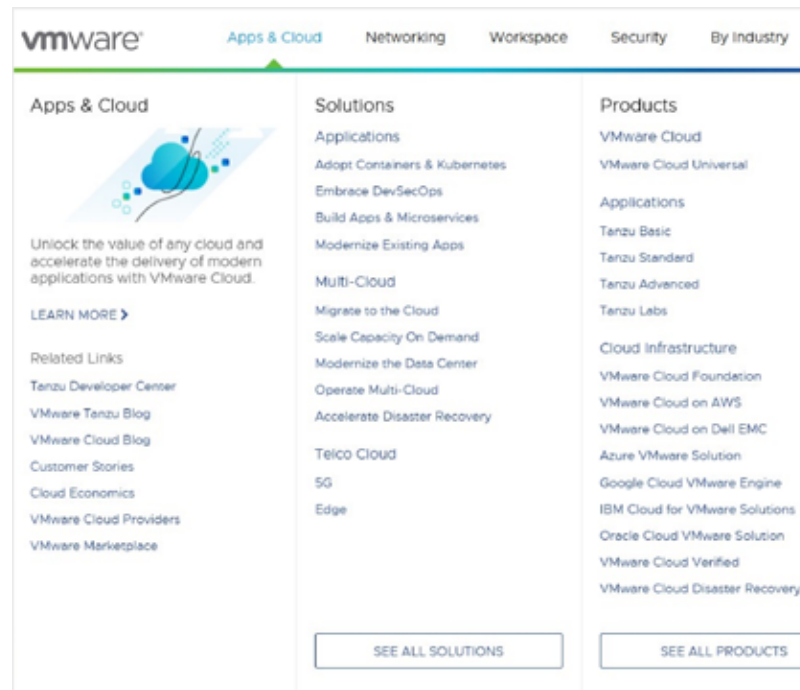 vmware
Apps & Cloud
Networking
Workspace
Security
By Industry
Apps & Cloud
Unlock the value of any cloud and
accelerate the delivery of modern
applications with VMware Cloud.
LEARN MORE
Related Links
Tanzu Developer Center
VMware Tanzu Blog
VMware Cloud Blog
Customer Stories
Cloud Economics
VMware Cloud Providers
VMware Marketplace
Solutions
Applications
Adopt Containers & Kubernetes
Embrace DevSecOps
Build Apps & Microservices
Modernize Existing Apps
Multi-Cloud
Migrate to the Cloud
Scale Capacity On Demand
Modernize the Data Center
Operate Multi-Cloud
Accelerate Disaster Recovery
Telco Cloud
5G
Edge
SEE ALL SOLUTIONS
Products
VMware Cloud
VMware Cloud Universal
Applications
Tanzu Basic
Tanzu Standard
Tanzu Advanced
Tanzu Labs
Cloud Infrastructure
VMware Cloud Foundation
VMware Cloud on AWS
VMware Cloud on Dell EMC
Azure VMware Solution
Google Cloud VMware Engine
IBM Cloud for VMware Solutions
Oracle Cloud VMware Solution
VMware Cloud Verified
VMware Cloud Disaster Recovery
SEE ALL PRODUCTS